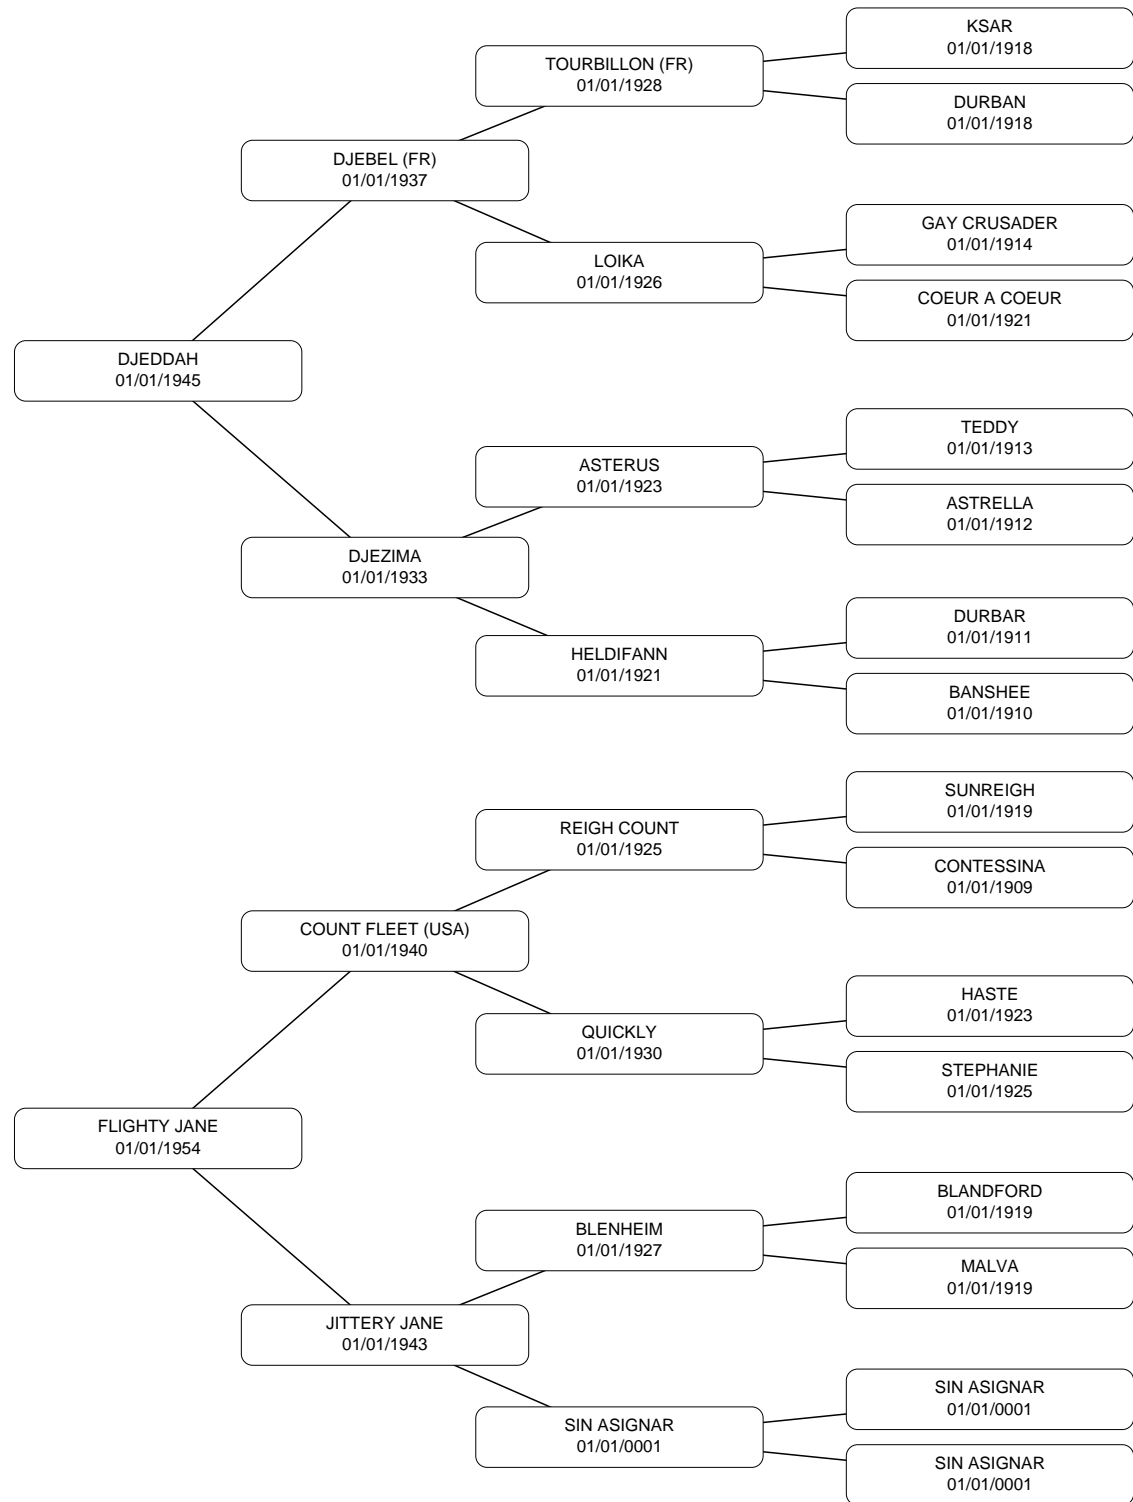 KSAR
01/01/1918
TOURBILLON (FR)
01/01/1928
DURBAN
01/01/1918
DJEBEL (FR)
01/01/1937
GAY CRUSADER
01/01/1914
LOIKA
01/01/1926
COEUR A COEUR
01/01/1921
DJEDDAH
01/01/1945
TEDDY
01/01/1913
ASTERUS
01/01/1923
ASTRELLA
01/01/1912
DJEZIMA
01/01/1933
DURBAR
01/01/1911
HELDIFANN
01/01/1921
BANSHEE
01/01/1910
SUNREIGH
01/01/1919
REIGH COUNT
01/01/1925
CONTESSINA
01/01/1909
COUNT FLEET (USA)
01/01/1940
HASTE
01/01/1923
QUICKLY
01/01/1930
STEPHANIE
01/01/1925
FLIGHTY JANE
01/01/1954
BLANDFORD
01/01/1919
BLENHEIM
01/01/1927
MALVA
01/01/1919
JITTERY JANE
01/01/1943
SIN ASIGNAR
01/01/0001
SIN ASIGNAR
01/01/0001
SIN ASIGNAR
01/01/0001